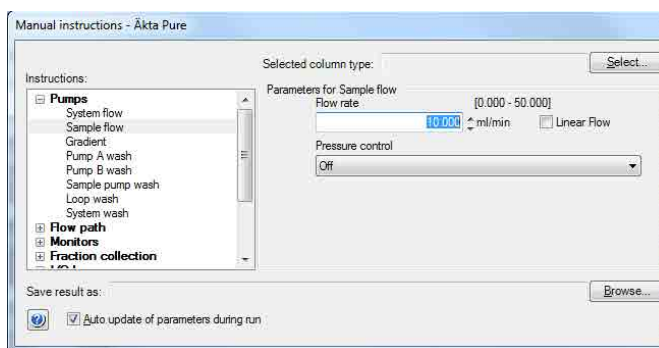 Manual instructions - Äkta Pure
Selected column type:
Select...
Instructions:
Parameters for Sample flow
Pumps
System flow
Sample flow
Gradient
Pump A wash
Pump B wash
Sample pump wash
Loop wash
System wash
Flow path
Monitors
Fraction collection
Flow rate [0.000 - 50.000]
10.000 ml/min Linear Flow
Pressure control
Off
Save result as:
Browse...
Auto update of parameters during run